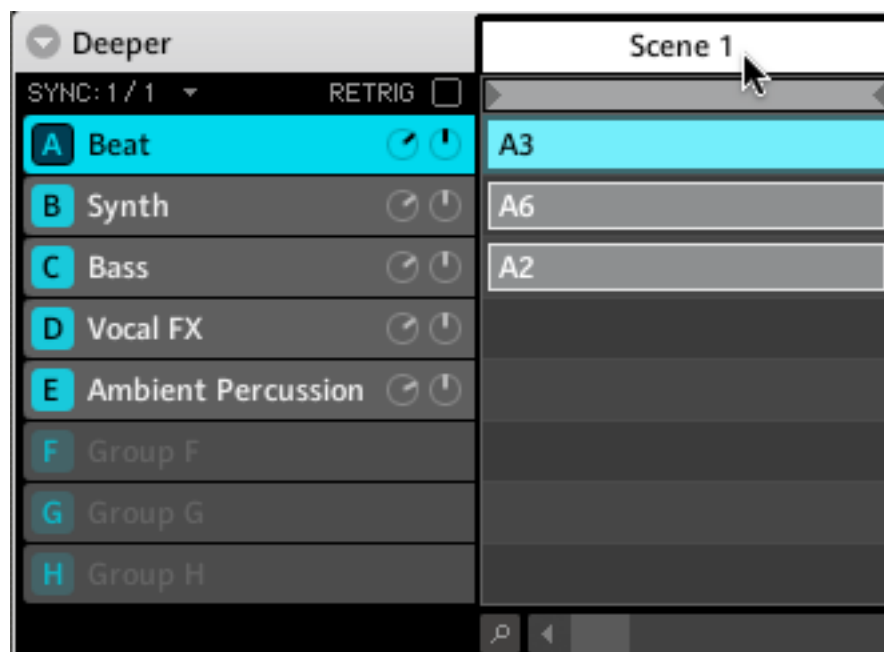 Deeper Scene 1
SYNC: 1 / 1 RETRIG
A Beat A3
B Synth A6
C Bass A2
D Vocal FX
E Ambient Percussion
F Group F
G Group G
H Group H